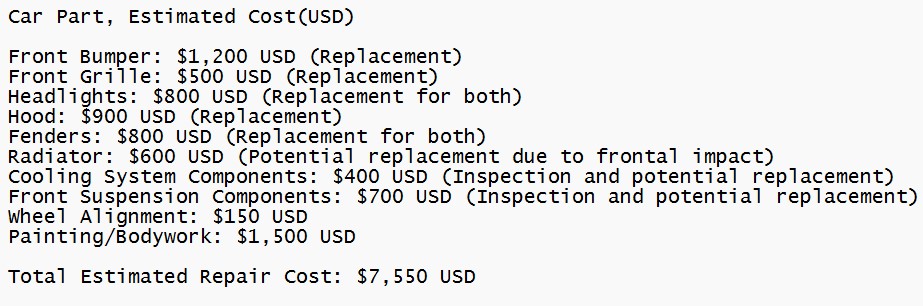 Car Part, Estimated Cost(USD)
Front Bumper: $1,200 USD (Replacement)
Front Grille: $500 USD (Replacement)
Headlights: $800 USD (Replacement for both)
Hood: $900 USD (Replacement)
Fenders: $800 USD (Replacement for both)
Radiator: $600 USD (Potential replacement due to frontal impact)
Cooling System Components: $400 USD (Inspection and potential replacement)
Front Suspension Components: $700 USD (Inspection and potential replacement)
Wheel Alignment: $150 USD
Painting/Bodywork: $1,500 USD
Total Estimated Repair Cost: $7,550 USD